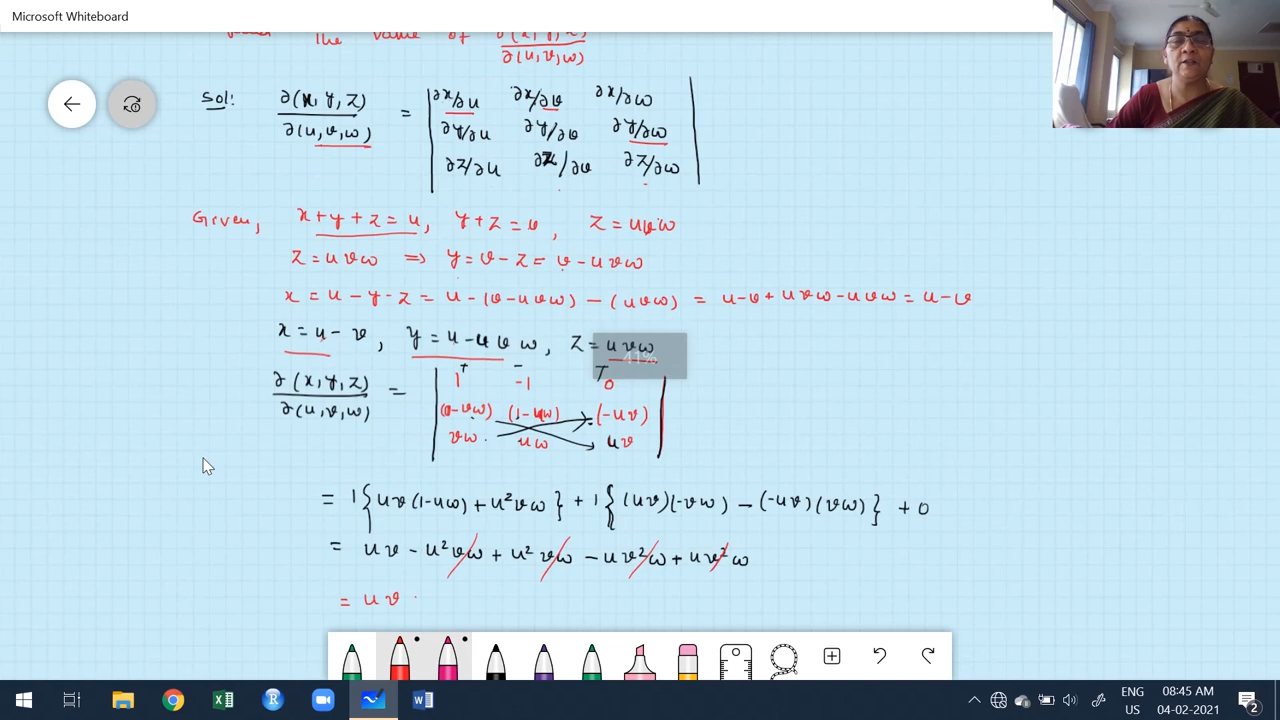 Microsoft Whiteboard
the value of ∂(x,y,z)/∂(u,v,w)
Sol: ∂(x,y,z)/∂(u,v,w) = | ∂x/∂u ∂x/∂v ∂x/∂w
∂y/∂u ∂y/∂v ∂y/∂w
∂z/∂u ∂z/∂v ∂z/∂w |
Given, x+y+z=u, y+z=v, z=uvw
z=uvw ⇒ y=v-z=v-uvw
x=u-y-z=u-(v-uvw)-(uvw)=u-v+uvw-uvw=u-v
x=u-v, y=u-uvw, z=uvw
+ - +
∂(x,y,z)/∂(u,v,w) = | 1 -1 0
(0-vw) (1-uw) (-uv)
vw uw uv |
= 1{uv(1-uw)+u²vw}+1{(uv)(-vw)-(-uv)(vw)}+0
= uv-u²vw+u²vw-uv²w+uv²w
= uv.
ENG
US
08:45 AM
04-02-2021
2